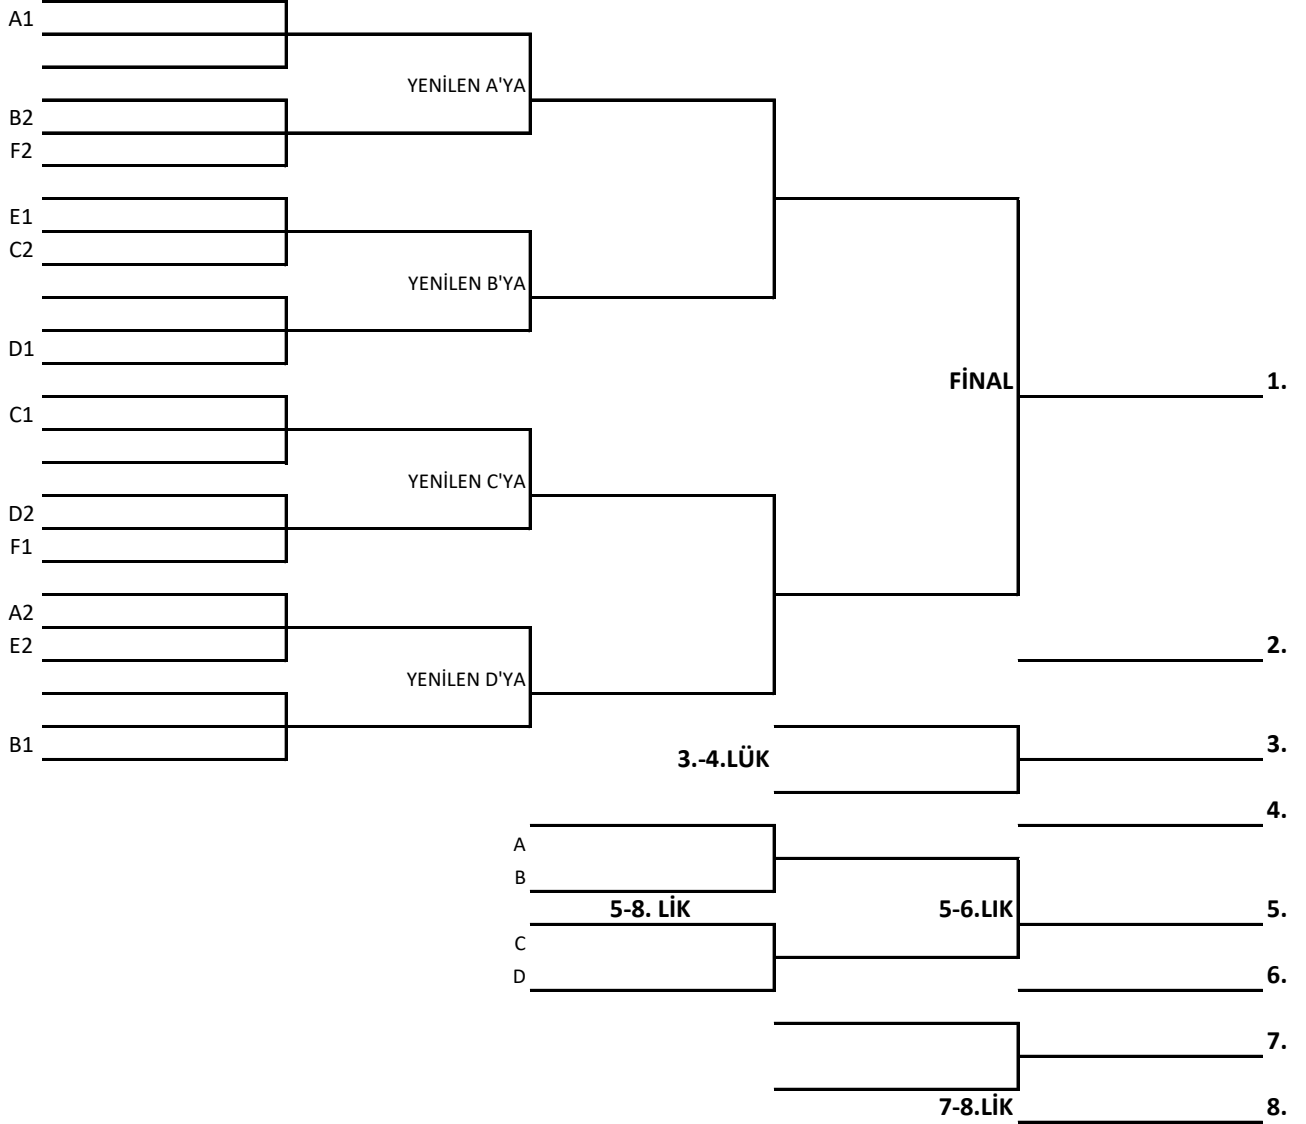 A1
YENİLEN A'YA
B2
F2
E1
C2
YENİLEN B'YA
D1
FİNAL
1.
C1
YENİLEN C'YA
D2
F1
A2
E2
2.
YENİLEN D'YA
B1
3.-4.LÜK
3.
4.
A
B
5-8. LİK
5-6.LIK
5.
C
D
6.
7.
7-8.LİK
8.